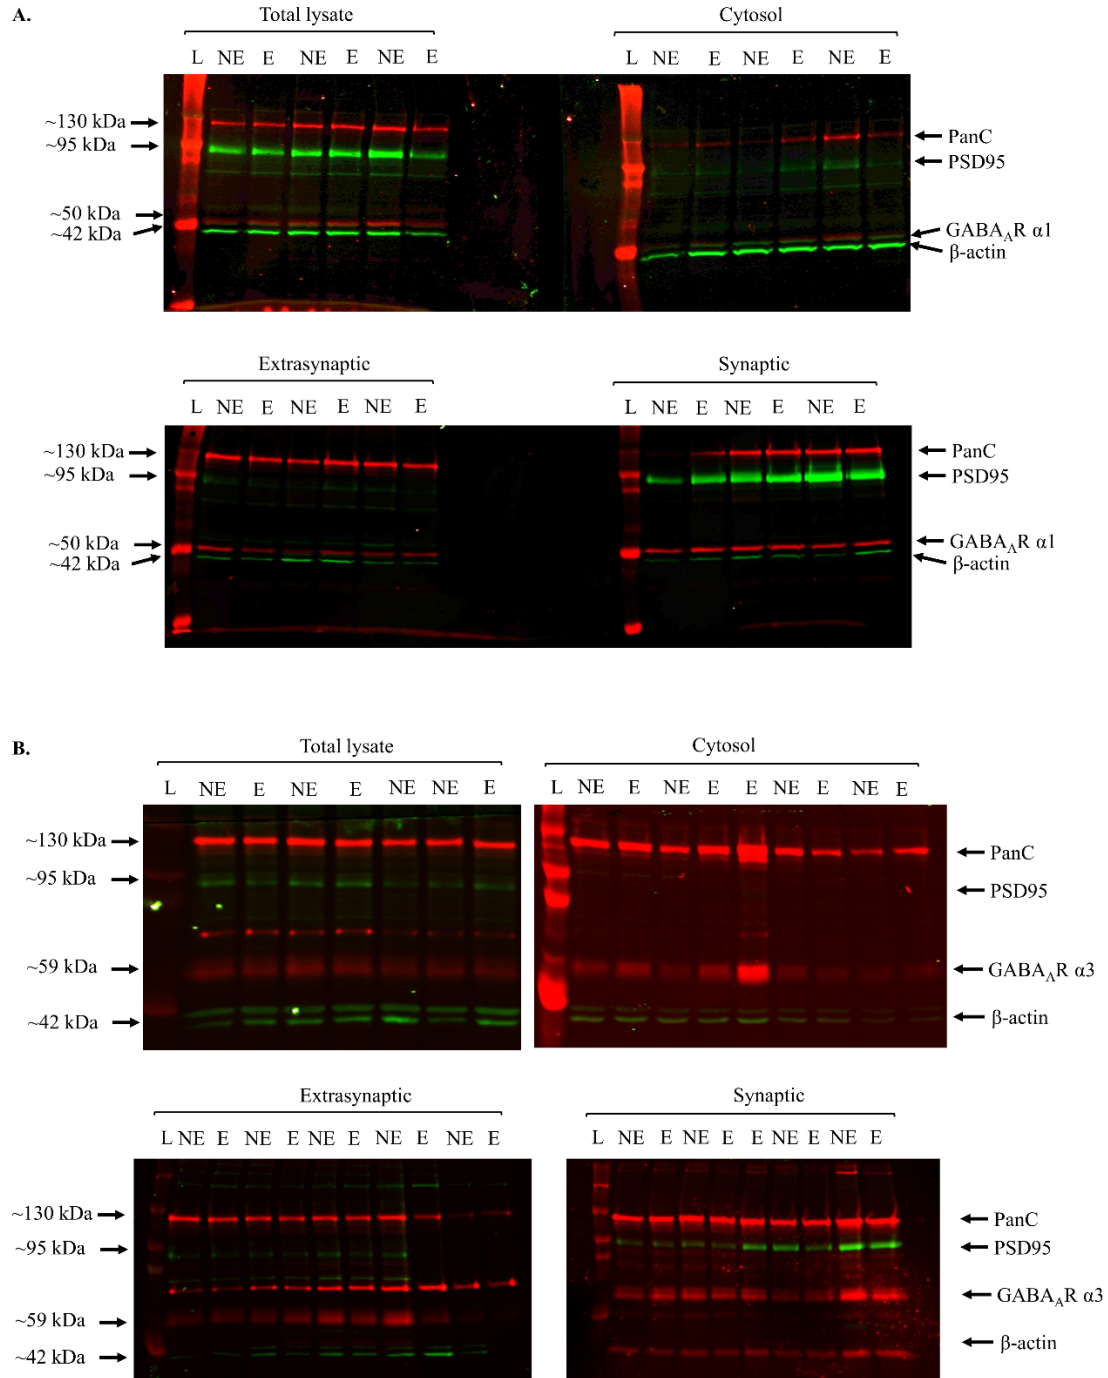 A.
Total lysate Cytosol
L NE E NE E NE E L NE E NE E NE E
~130 kDa
~95 kDa
~50 kDa
~42 kDa
PanC
PSD95
GABA_AR α1
β-actin
Extrasynaptic Synaptic
L NE E NE E NE E L NE E NE E NE E
~130 kDa
~95 kDa
~50 kDa
~42 kDa
PanC
PSD95
GABA_AR α1
β-actin
B.
Total lysate Cytosol
L NE E NE E NE NE E L NE E NE E E NE E NE E
~130 kDa
~95 kDa
~59 kDa
~42 kDa
PanC
PSD95
GABA_AR α3
β-actin
Extrasynaptic Synaptic
L NE E NE E NE E NE E NE E L NE E NE E E NE E NE E
~130 kDa
~95 kDa
~59 kDa
~42 kDa
PanC
PSD95
GABA_AR α3
β-actin